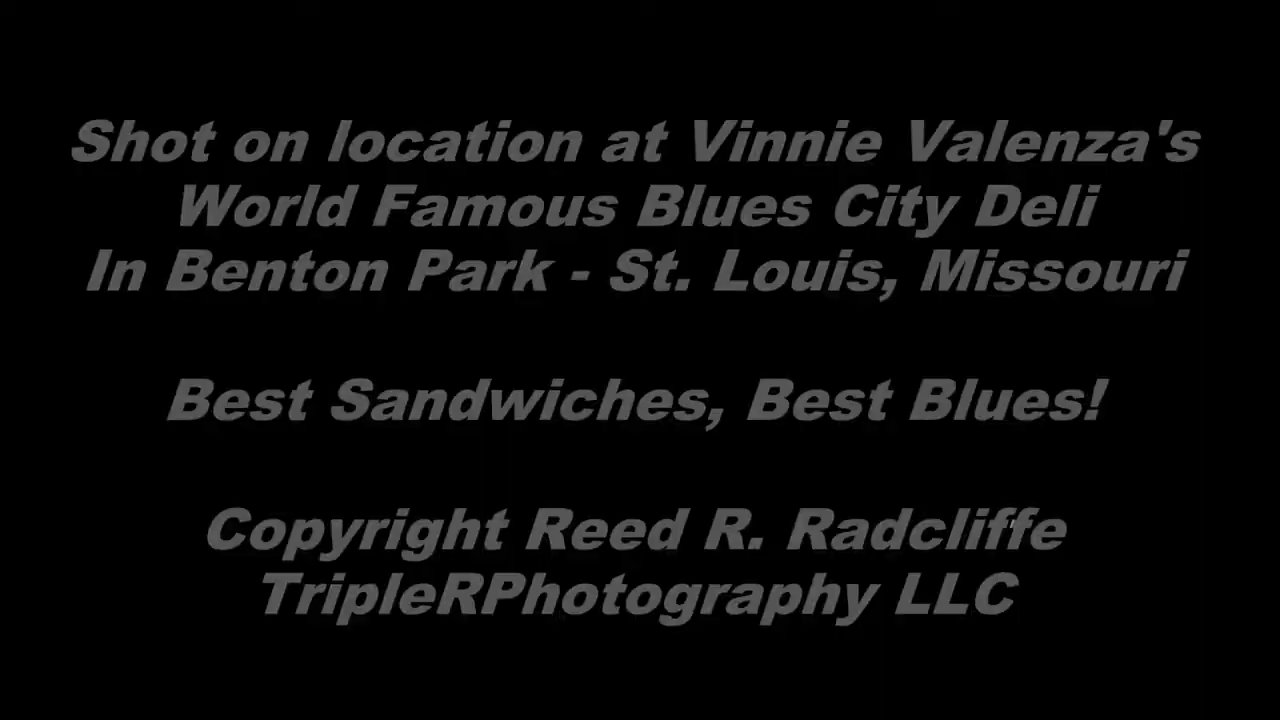 Shot on location at Vinnie Valenza's
World Famous Blues City Deli
In Benton Park - St. Louis, Missouri
Best Sandwiches, Best Blues!
Copyright Reed R. Radcliffe
TripleRPhotography LLC